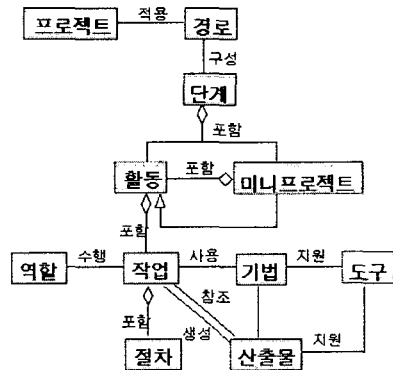 프로젝트
적용
경로
구성
단계
포함
활동
포함
미니프로젝트
포함
역할
수행
작업
사용
기법
지원
도구
참조
포함
생성
지원
절차
산출물